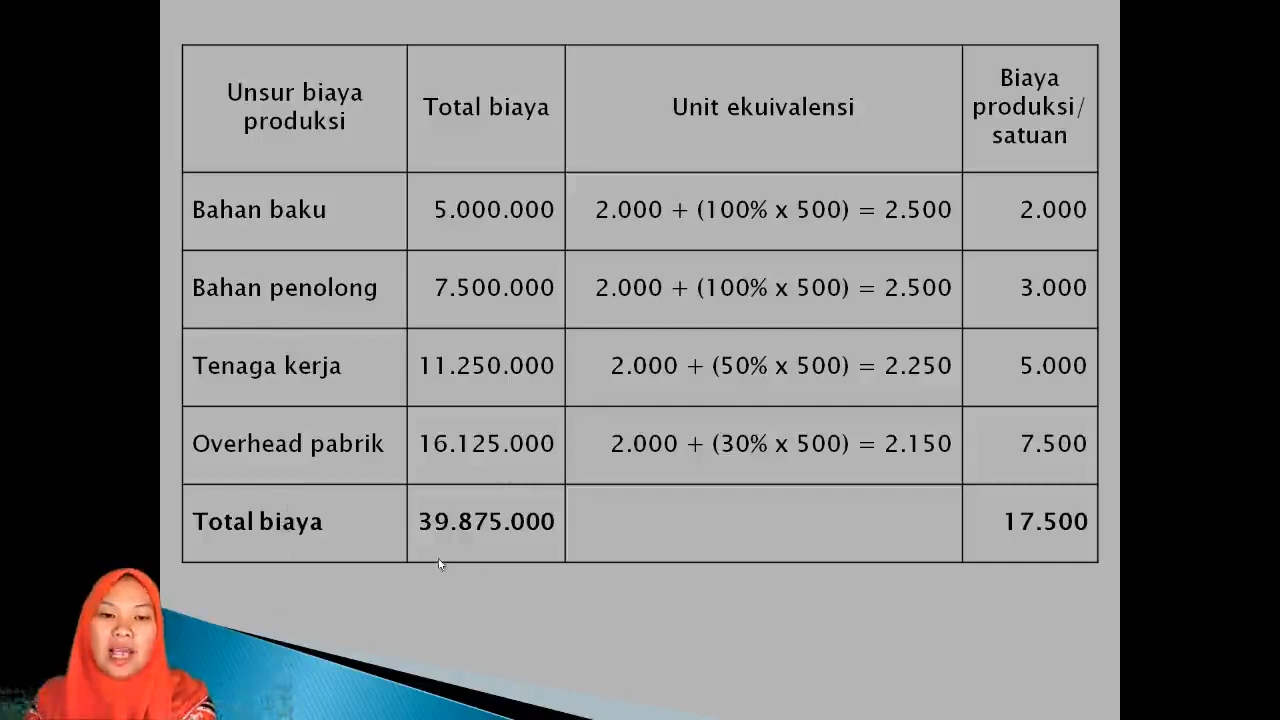 Unsur biaya
produksi
Total biaya
Unit ekuivalensi
Biaya
produksi/
satuan
Bahan baku
5.000.000
2.000 + (100% x 500) = 2.500
2.000
Bahan penolong
7.500.000
2.000 + (100% x 500) = 2.500
3.000
Tenaga kerja
11.250.000
2.000 + (50% x 500) = 2.250
5.000
Overhead pabrik
16.125.000
2.000 + (30% x 500) = 2.150
7.500
Total biaya
39.875.000
17.500